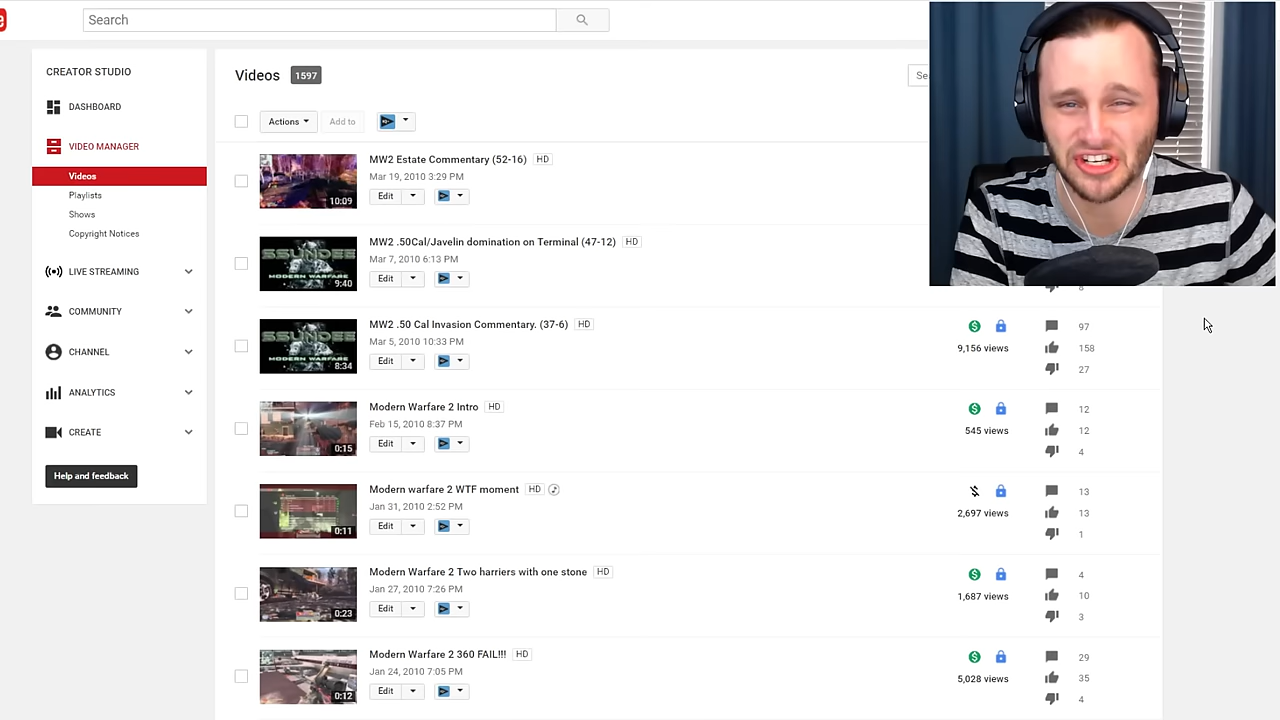 e
Search
CREATOR STUDIO
DASHBOARD
VIDEO MANAGER
Videos
Playlists
Shows
Copyright Notices
LIVE STREAMING
COMMUNITY
CHANNEL
ANALYTICS
CREATE
Help and feedback
Videos 1597
Se
Actions Add to
MW2 Estate Commentary (52-16) HD
Mar 19, 2010 3:29 PM
Edit
10:09
MW2 .50Cal/Javelin domination on Terminal (47-12) HD
Mar 7, 2010 6:13 PM
Edit
SSUNDEE
MODERN WARFARE
9:40
8
MW2 .50 Cal Invasion Commentary. (37-6) HD
Mar 5, 2010 10:33 PM
Edit
SSUNDEE
MODERN WARFARE
8:34
97
9,156 views 158
27
Modern Warfare 2 Intro HD
Feb 15, 2010 8:37 PM
Edit
0:15
12
545 views 12
4
Modern warfare 2 WTF moment HD
Jan 31, 2010 2:52 PM
Edit
0:11
13
2,697 views 13
1
Modern Warfare 2 Two harriers with one stone HD
Jan 27, 2010 7:26 PM
Edit
0:23
4
1,687 views 10
3
Modern Warfare 2 360 FAIL!!! HD
Jan 24, 2010 7:05 PM
Edit
0:12
29
5,028 views 35
4